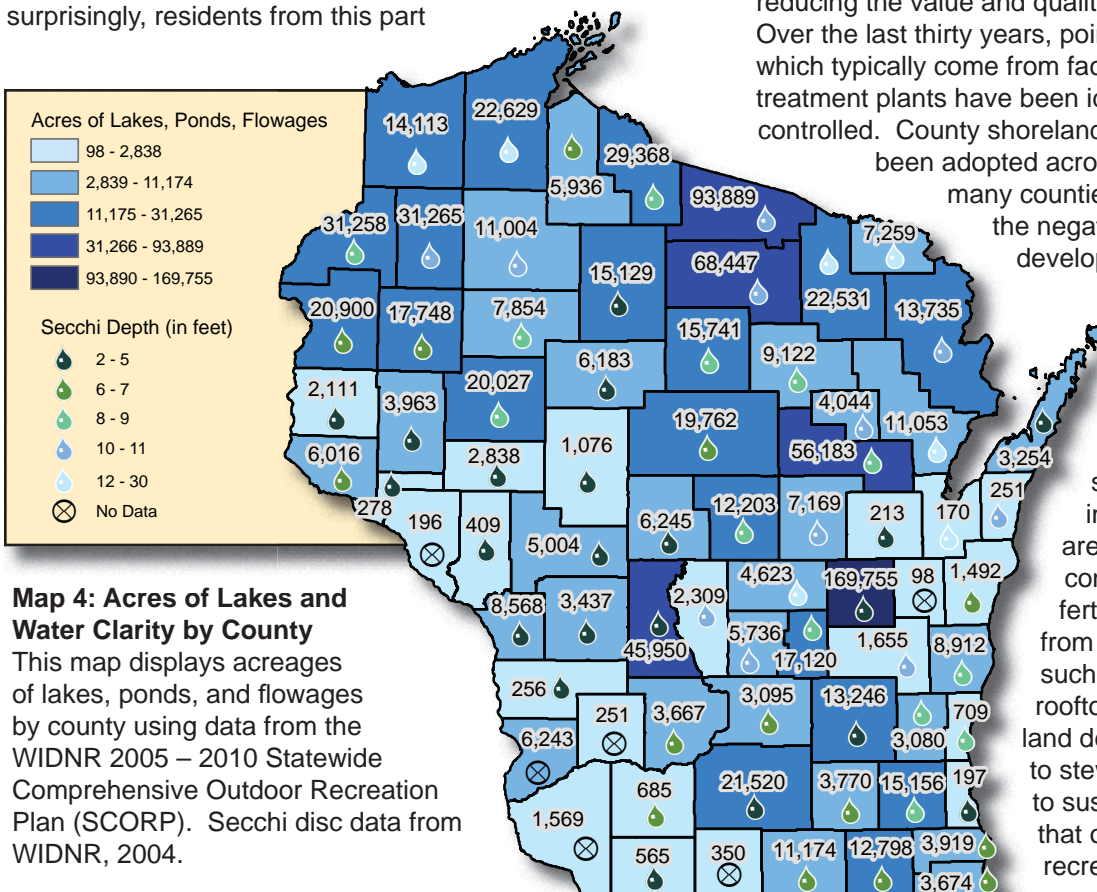 surprisingly, residents from this part
reducing the value and quality
Over the last thirty years, poi
which typically come from fac
treatment plants have been ic
controlled. County shoreland
been adopted acro
many counties
the negat
develop
s
in
are
con
fert
from
such
roofto
land de
to stew
to sus
that c
recre
Acres of Lakes, Ponds, Flowages
98 - 2,838
2,839 - 11,174
11,175 - 31,265
31,266 - 93,889
93,890 - 169,755
Secchi Depth (in feet)
2 - 5
6 - 7
8 - 9
10 - 11
12 - 30
No Data
14,113
22,629
5,936
29,368
93,889
7,259
31,258
31,265
11,004
15,129
68,447
22,531
13,735
20,900
17,748
7,854
15,741
9,122
6,183
2,111
3,963
20,027
4,044
11,053
19,762
56,183
1,076
6,016
2,838
3,254
278
196
409
5,004
6,245
12,203
7,169
213
170
251
4,623
169,755
98
1,492
8,568
3,437
2,309
45,950
5,736
17,120
1,655
8,912
256
251
3,667
3,095
13,246
709
3,080
6,243
21,520
3,770
15,156
197
685
1,569
565
350
11,174
12,798
3,919
3,674
Map 4: Acres of Lakes and
Water Clarity by County
This map displays acreages
of lakes, ponds, and flowages
by county using data from the
WIDNR 2005 – 2010 Statewide
Comprehensive Outdoor Recreation
Plan (SCORP). Secchi disc data from
WIDNR, 2004.